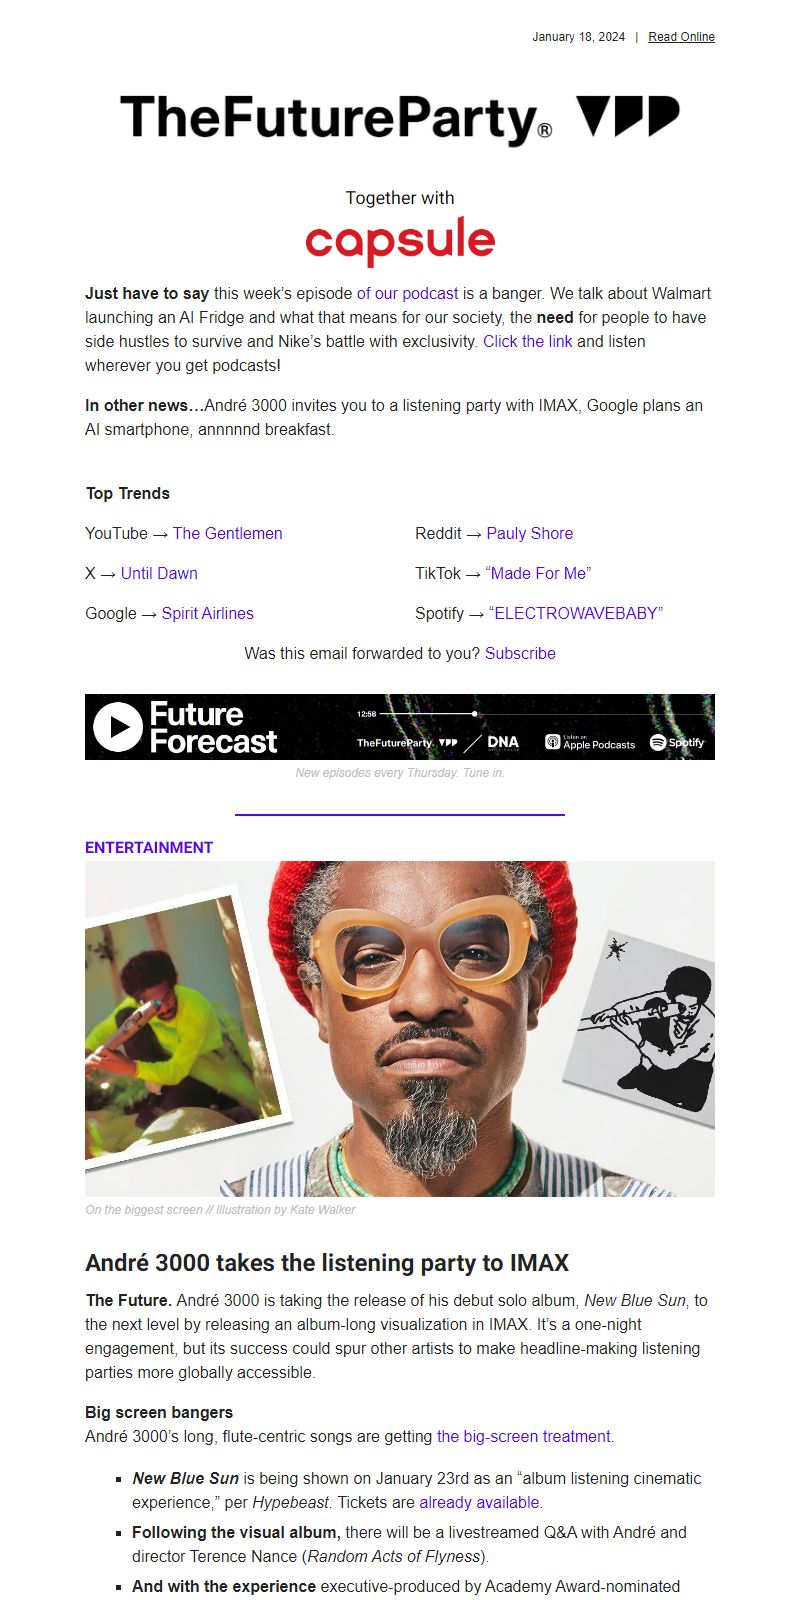 January 18, 2024 | Read Online
TheFutureParty®
Together with
capsule
Just have to say this week’s episode of our podcast is a banger. We talk about Walmart
launching an AI Fridge and what that means for our society, the need for people to have
side hustles to survive and Nike’s battle with exclusivity. Click the link and listen
wherever you get podcasts!
In other news…André 3000 invites you to a listening party with IMAX, Google plans an
AI smartphone, annnnnd breakfast.
Top Trends
YouTube → The Gentlemen
Reddit → Pauly Shore
X → Until Dawn
TikTok → “Made For Me”
Google → Spirit Airlines
Spotify → “ELECTROWAVEBABY”
Was this email forwarded to you? Subscribe
Future
Forecast
12:58
TheFutureParty. DNA
Listen on
Apple Podcasts
Spotify
New episodes every Thursday. Tune in.
ENTERTAINMENT
On the biggest screen // Illustration by Kate Walker
André 3000 takes the listening party to IMAX
The Future. André 3000 is taking the release of his debut solo album, New Blue Sun, to
the next level by releasing an album-long visualization in IMAX. It’s a one-night
engagement, but its success could spur other artists to make headline-making listening
parties more globally accessible.
Big screen bangers
André 3000’s long, flute-centric songs are getting the big-screen treatment.
▪ New Blue Sun is being shown on January 23rd as an “album listening cinematic
experience,” per Hypebeast. Tickets are already available.
▪ Following the visual album, there will be a livestreamed Q&A with André and
director Terence Nance (Random Acts of Flyness).
▪ And with the experience executive-produced by Academy Award-nominated